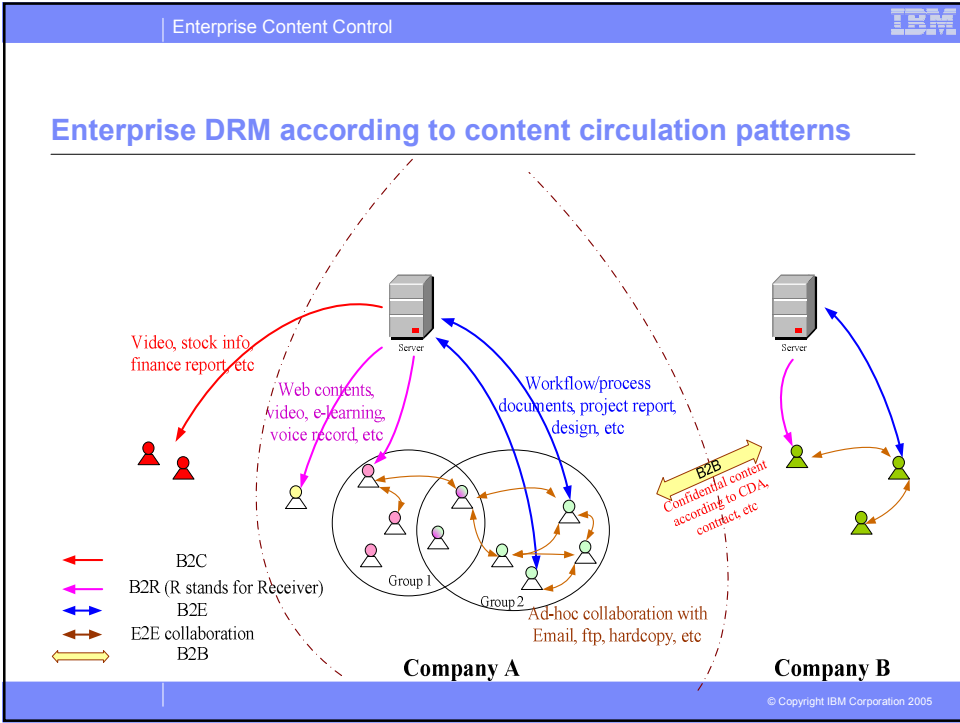 Enterprise Content Control
IBM
Enterprise DRM according to content circulation patterns
Server
Server
Video, stock info,
finance report, etc
Web contents,
video, e-learning,
voice record, etc
Workflow/process
documents, project report,
design, etc
B2B
Confidential content
according to CDA,
contract, etc
Group 1
Group 2
Ad-hoc collaboration with
Email, ftp, hardcopy, etc
B2C
B2R (R stands for Receiver)
B2E
E2E collaboration
B2B
Company A
Company B
© Copyright IBM Corporation 2005